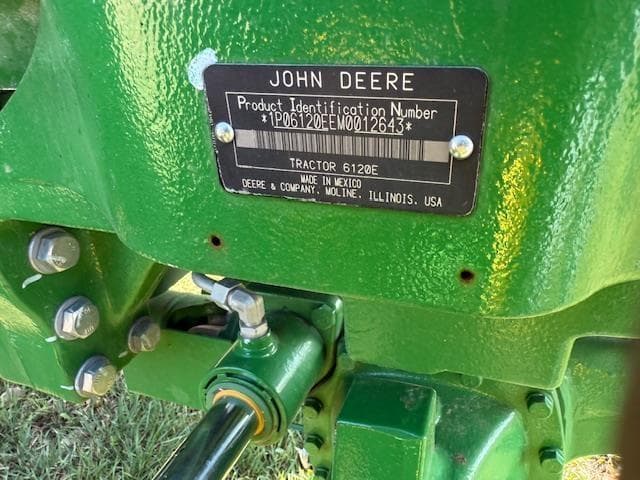 JOHN DEERE
Product Identification Number
*1P06120EEM0012643*
TRACTOR 6120E
MADE IN MEXICO
DEERE & COMPANY, MOLINE, ILLINOIS, USA